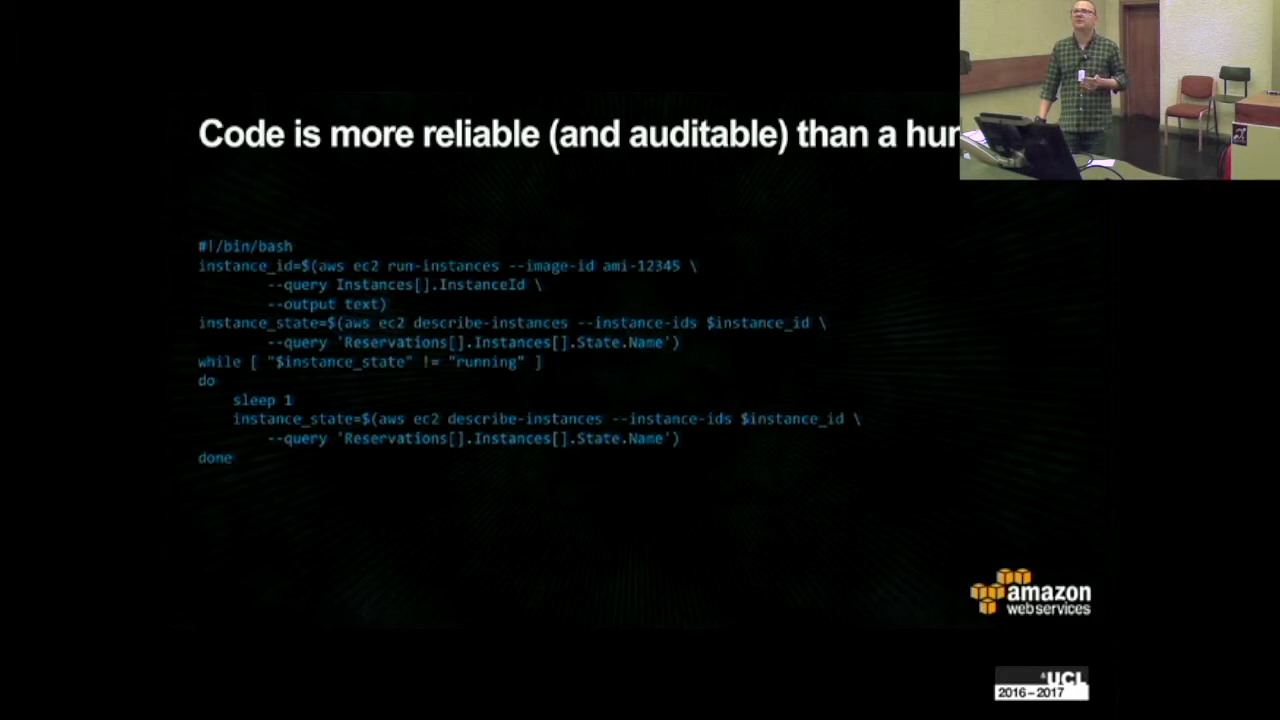 Code is more reliable (and auditable) than a
#!/bin/bash
instance_id=$(aws ec2 run-instances --image-id ami-12345 \
--query Instances[].InstanceId \
--output text)
instance_state=$(aws ec2 describe-instances --instance-ids $instance_id \
--query 'Reservations[].Instances[].State.Name')
while [ "$instance_state" != "running" ]
do
sleep 1
instance_state=$(aws ec2 describe-instances --instance-ids $instance_id \
--query 'Reservations[].Instances[].State.Name')
done
amazon
web services
UCL
2016-2017